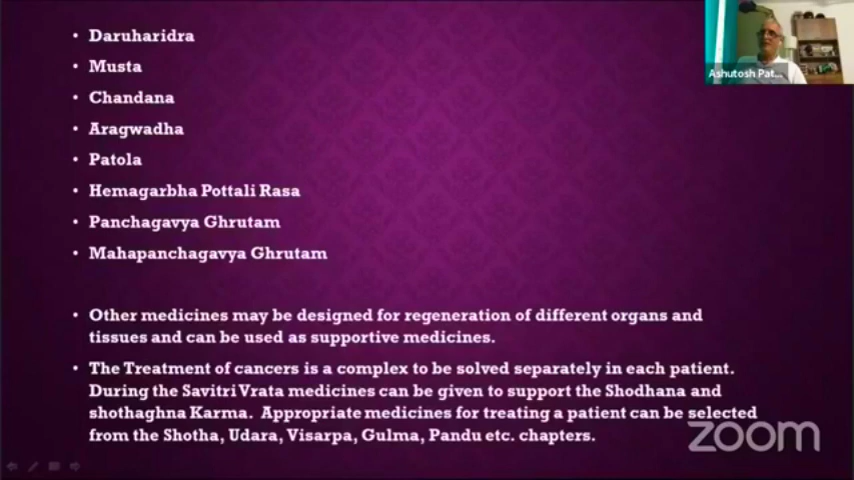 • Daruharidra
• Musta
• Chandana
• Aragwadha
• Patola
• Hemagarbha Pottali Rasa
• Panchagavya Ghrutam
• Mahapanchagavya Ghrutam
• Other medicines may be designed for regeneration of different organs and
tissues and can be used as supportive medicines.
• The Treatment of cancers is a complex to be solved separately in each patient.
During the Savitri Vrata medicines can be given to support the Shodhana and
shothaghna Karma. Appropriate medicines for treating a patient can be selected
from the Shotha, Udara, Visarpa, Gulma, Pandu etc. chapters.
Ashutosh Pat...
zoom